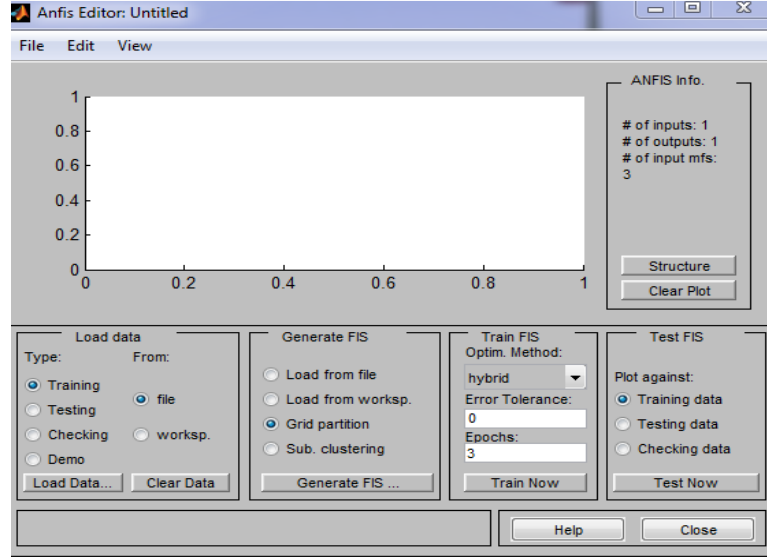 Anfis Editor: Untitled
File Edit View
1
0.8
0.6
0.4
0.2
0
0 0.2 0.4 0.6 0.8 1
ANFIS Info.
# of inputs: 1
# of outputs: 1
# of input mfs:
3
Structure
Clear Plot
Load data
Type: From:
Training
Testing
Checking
Demo
file
worksp.
Load Data... Clear Data
Generate FIS
Load from file
Load from worksp.
Grid partition
Sub. clustering
Generate FIS ...
Train FIS
Optim. Method:
hybrid
Error Tolerance:
0
Epochs:
3
Train Now
Test FIS
Plot against:
Training data
Testing data
Checking data
Test Now
Help Close